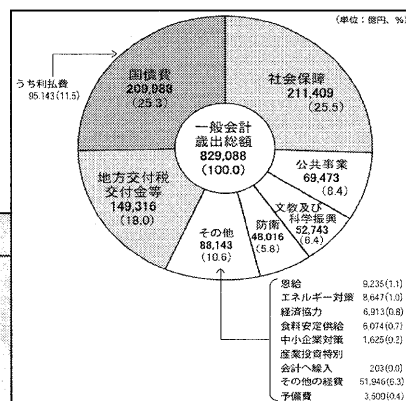 (単位:億円、%)
国債費
209,988
(25.3)
うち利払費
95,143(11.5)
社会保障
211,409
(25.5)
一般会計
歳出総額
829,088
(100.0)
公共事業
69,473
(8.4)
地方交付税
交付金等
149,316
(18.0)
文教及び
科学振興
52,743
(6.4)
防衛
48,016
(5.8)
その他
88,143
(10.6)
恩給 9,235(1.1)
エネルギー対策 8,647(1.0)
経済協力 6,913(0.8)
食料安定供給 6,074(0.7)
中小企業対策 1,625(0.2)
産業投資特別
会計へ繰入 203(0.0)
その他の経費 51,946(6.3)
予備費 3,500(0.4)